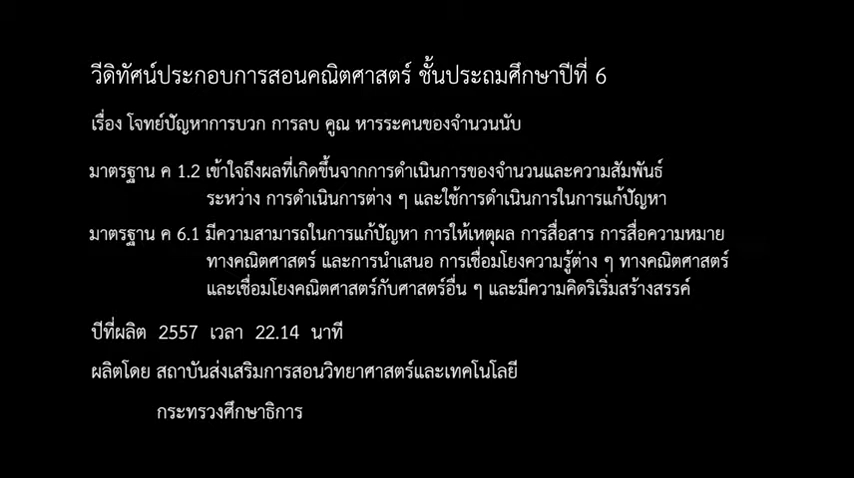 วีดิทัศน์ประกอบการสอนคณิตศาสตร์ ชั้นประถมศึกษาปีที่ 6
เรื่อง โจทย์ปัญหาการบวก การลบ คูณ หารระคนของจำนวนนับ
มาตรฐาน ค 1.2 เข้าใจถึงผลที่เกิดขึ้นจากการดำเนินการของจำนวนและความสัมพันธ์
ระหว่าง การดำเนินการต่าง ๆ และใช้การดำเนินการในการแก้ปัญหา
มาตรฐาน ค 6.1 มีความสามารถในการแก้ปัญหา การให้เหตุผล การสื่อสาร การสื่อความหมาย
ทางคณิตศาสตร์ และการนำเสนอ การเชื่อมโยงความรู้ต่าง ๆ ทางคณิตศาสตร์
และเชื่อมโยงคณิตศาสตร์กับศาสตร์อื่น ๆ และมีความคิดริเริ่มสร้างสรรค์
ปีที่ผลิต 2557 เวลา 22.14 นาที
ผลิตโดย สถาบันส่งเสริมการสอนวิทยาศาสตร์และเทคโนโลยี
กระทรวงศึกษาธิการ